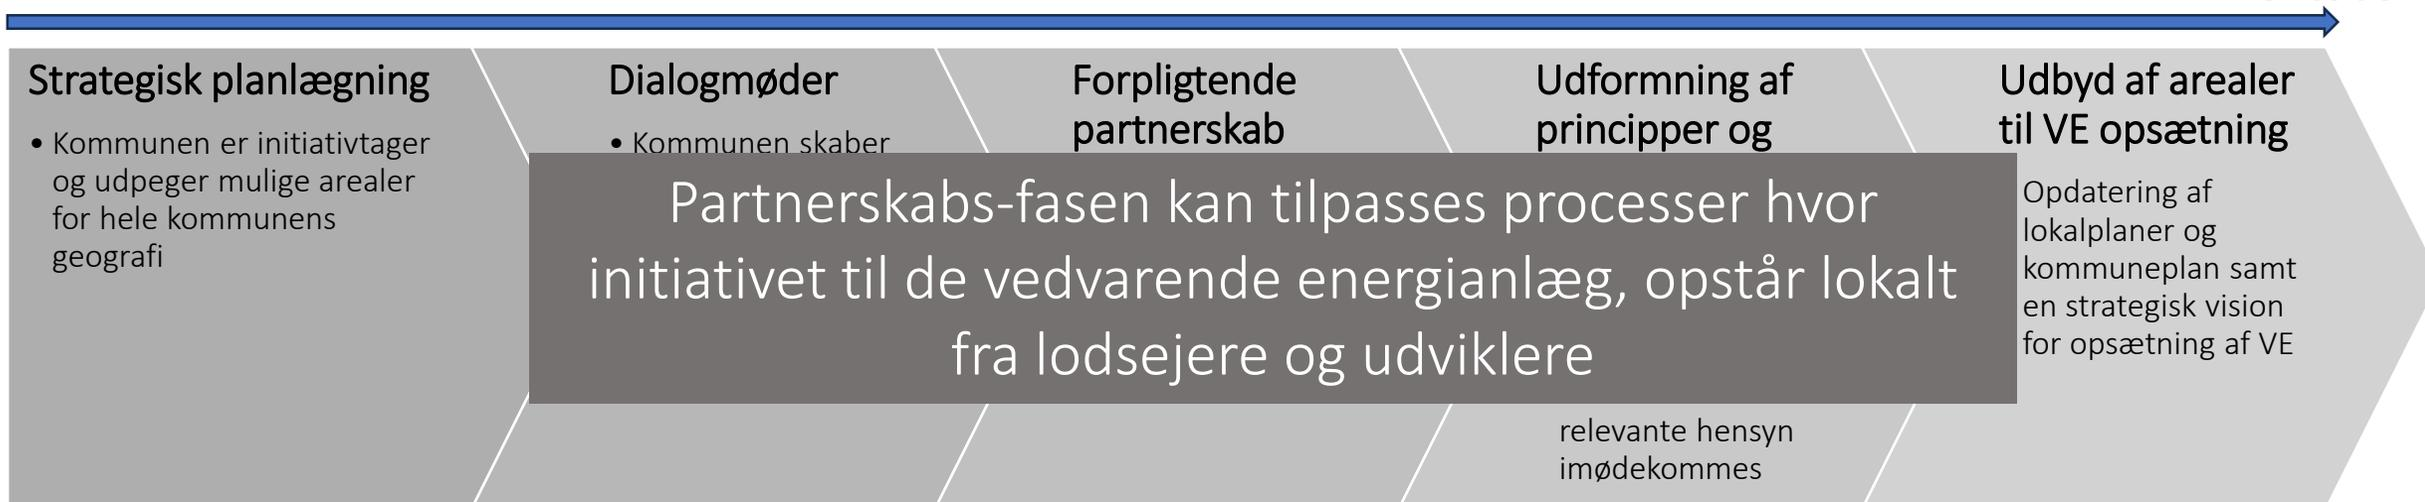 Strategisk planlægning
• Kommunen er initiativtager
og udpeger mulige arealer
for hele kommunens
geografi
Dialogmøder
• Kommunen skaber
Forpligtende
partnerskab
Udformning af
principper og
relevante hensyn
imødekommes
Udbyd af arealer
til VE opsætning
Opdatering af
lokalplaner og
kommuneplan samt
en strategisk vision
for opsætning af VE
Partnerskabs-fasen kan tilpasses processer hvor
initiativet til de vedvarende energianlæg, opstår lokalt
fra lodsejere og udviklere